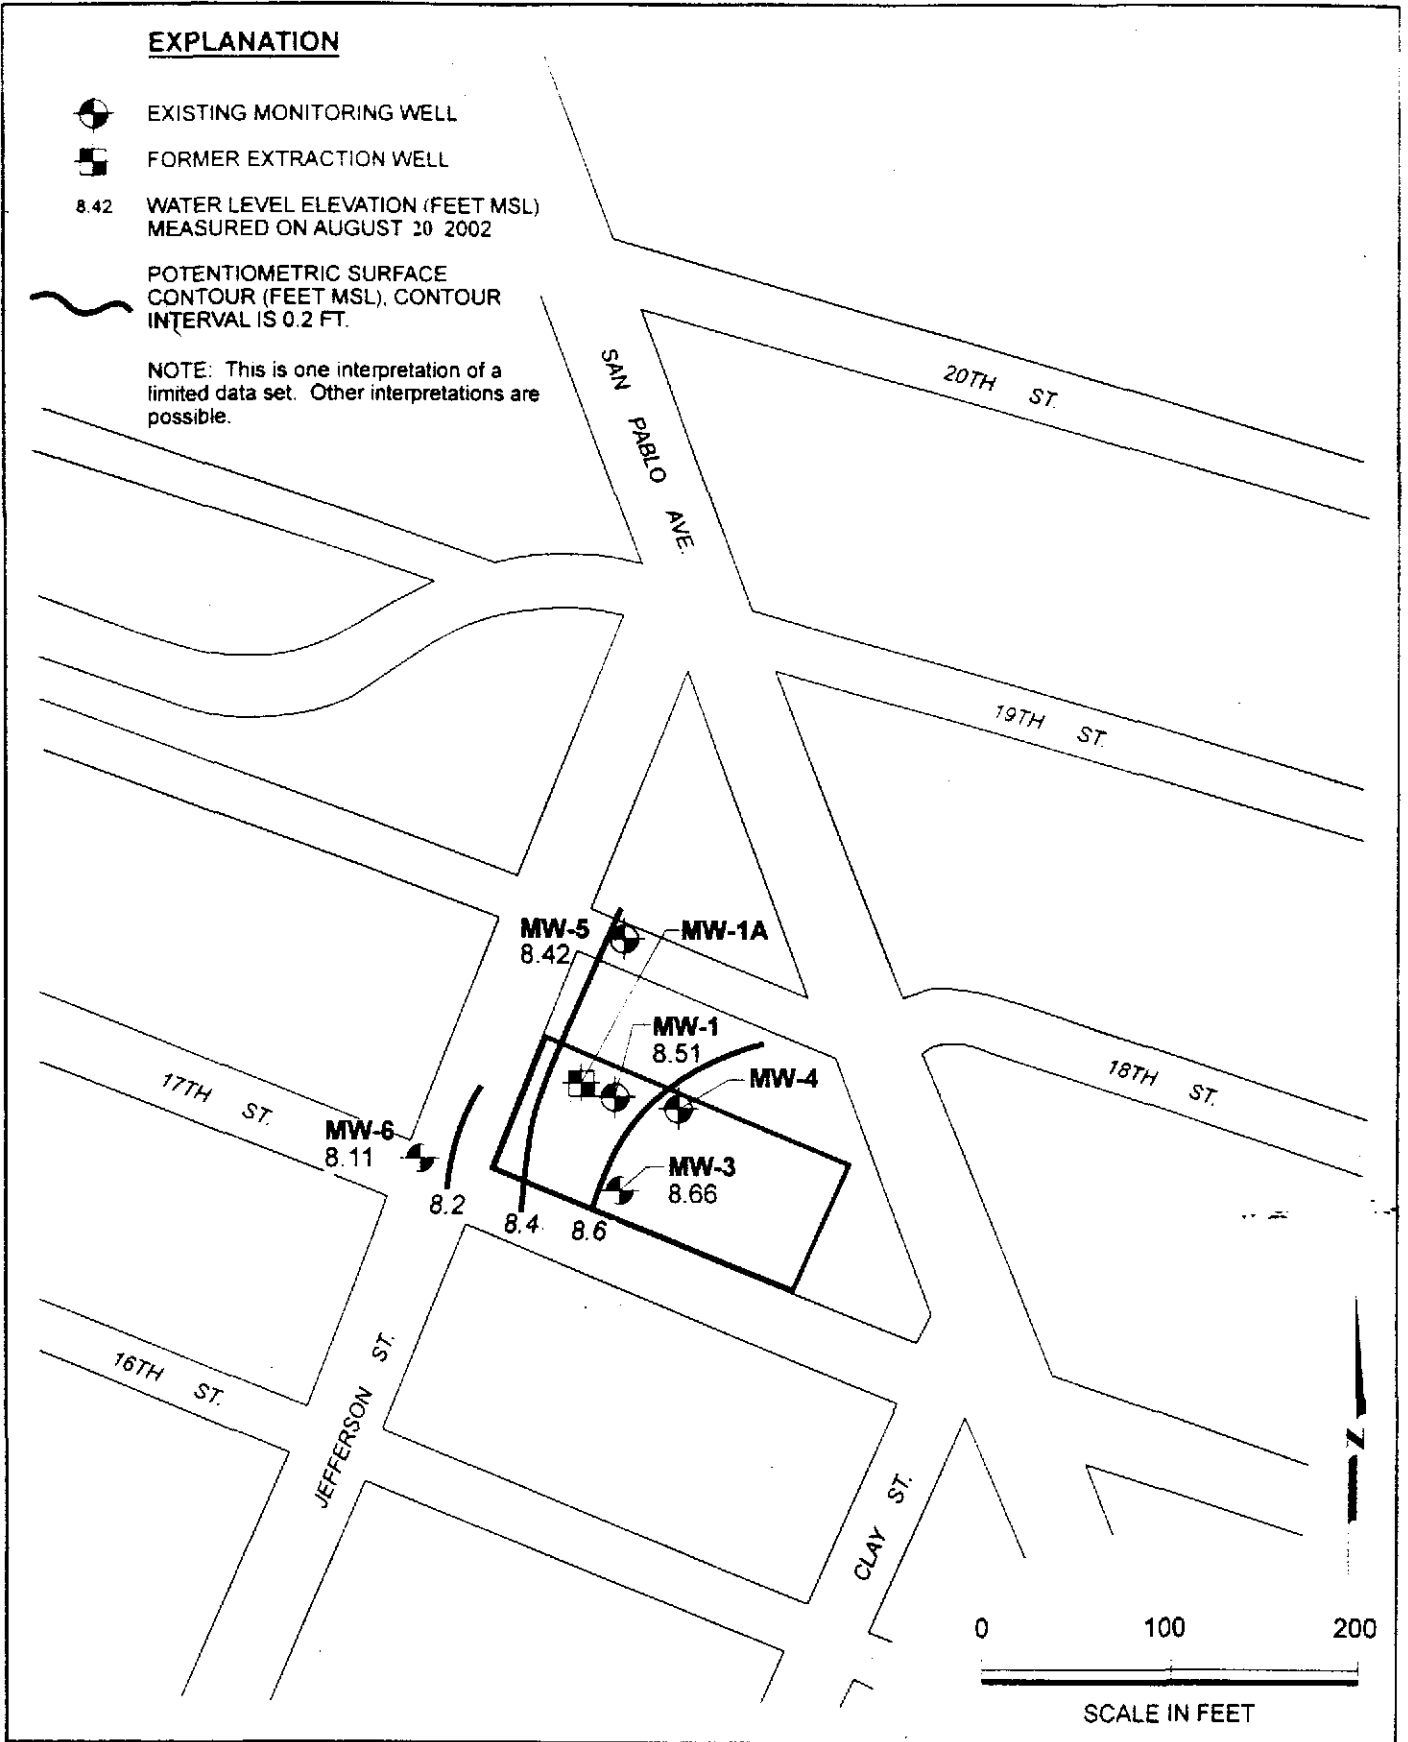 EXPLANATION
EXISTING MONITORING WELL
FORMER EXTRACTION WELL
8.42 WATER LEVEL ELEVATION (FEET MSL)
MEASURED ON AUGUST 20 2002
POTENTIOMETRIC SURFACE
CONTOUR (FEET MSL), CONTOUR
INTERVAL IS 0.2 FT.
NOTE: This is one interpretation of a
limited data set. Other interpretations are
possible.
SAN PABLO AVE.
20TH ST.
19TH ST.
MW-5
8.42
MW-1A
MW-1
8.51
MW-4
18TH ST.
17TH ST.
MW-6
8.11
MW-3
8.66
8.2
8.4
8.6
16TH ST.
JEFFERSON ST.
CLAY ST.
Z
0 100 200
SCALE IN FEET